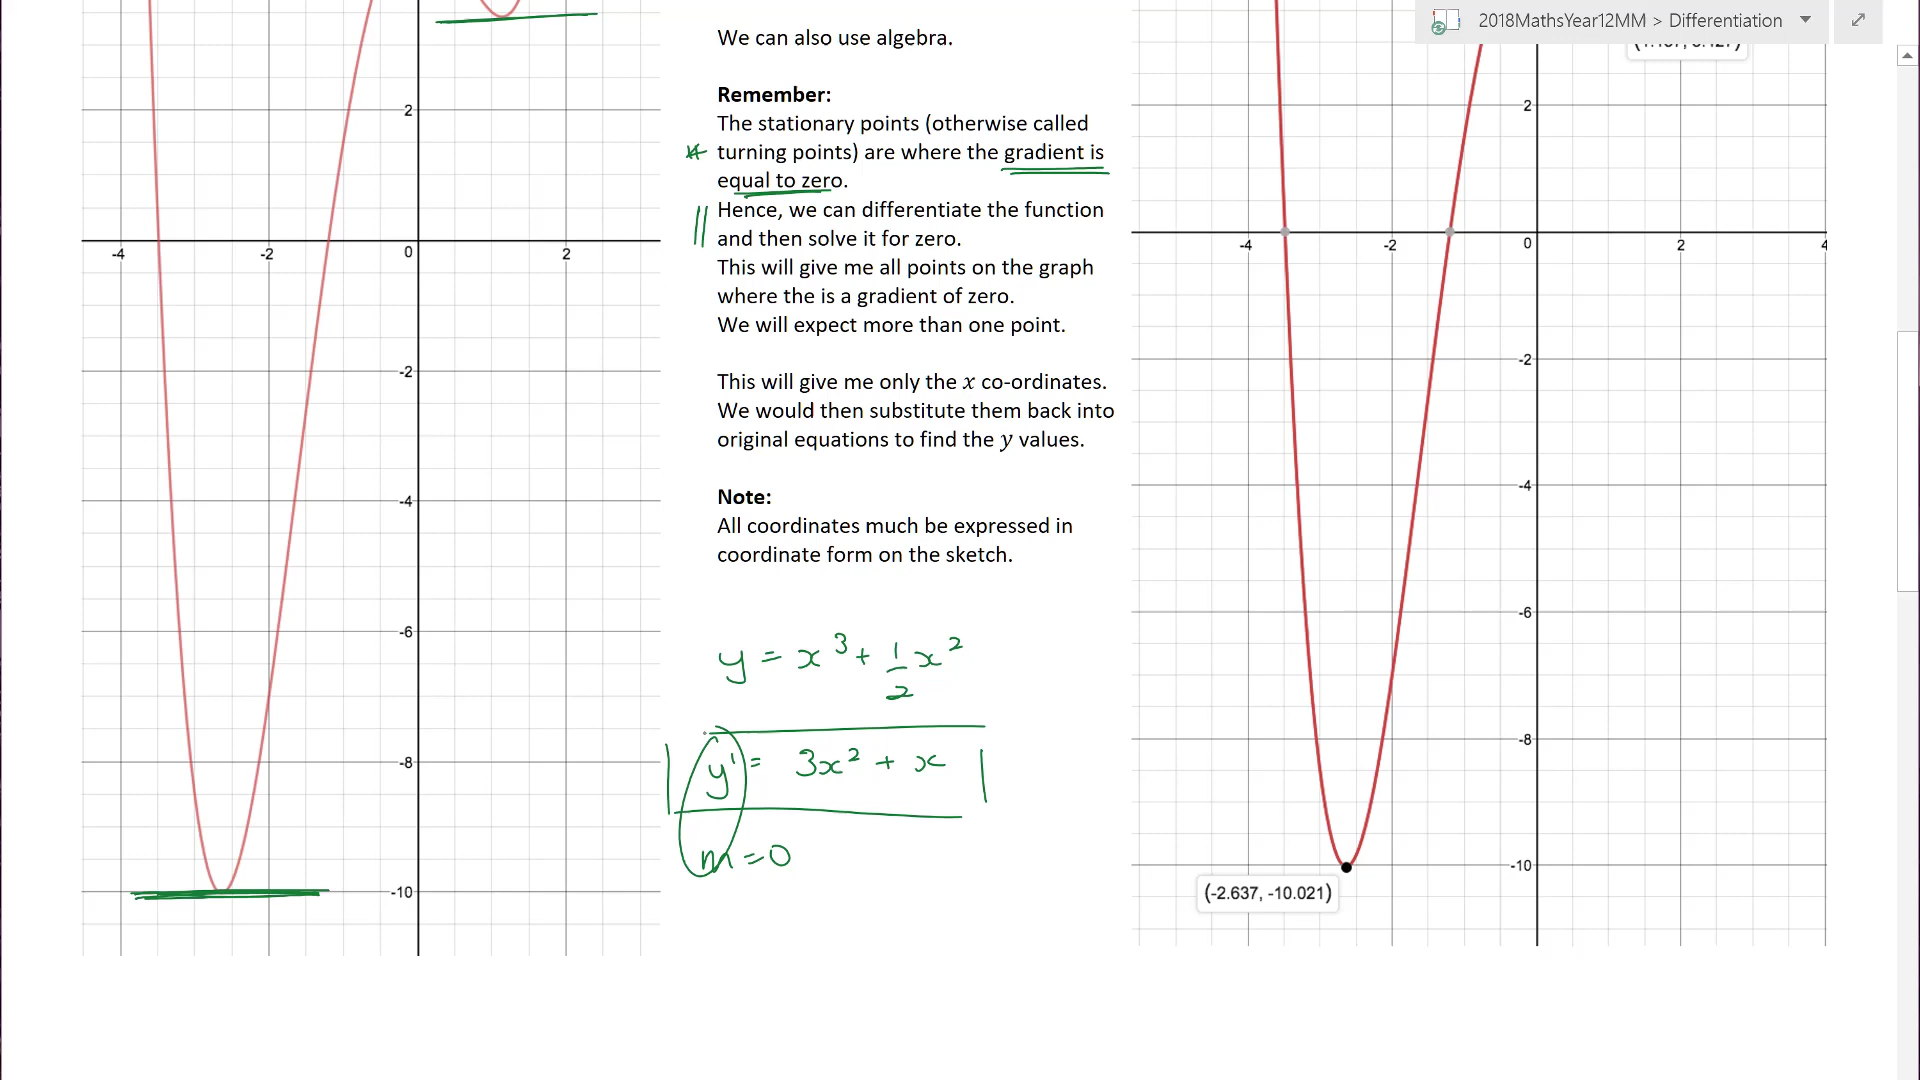 2018MathsYear12MM > Differentiation
We can also use algebra.
Remember:
The stationary points (otherwise called
turning points) are where the gradient is
equal to zero.
Hence, we can differentiate the function
and then solve it for zero.
This will give me all points on the graph
where the is a gradient of zero.
We will expect more than one point.
This will give me only the x co-ordinates.
We would then substitute them back into
original equations to find the y values.
Note:
All coordinates much be expressed in
coordinate form on the sketch.
y = x³ + 1/2 x²
y' = 3x² + x
m = 0
2
-4 -2 0 2
-2
-4
-6
-8
-10
2
-4 -2 0 2 4
-2
-4
-6
-8
-10
(-2.637, -10.021)